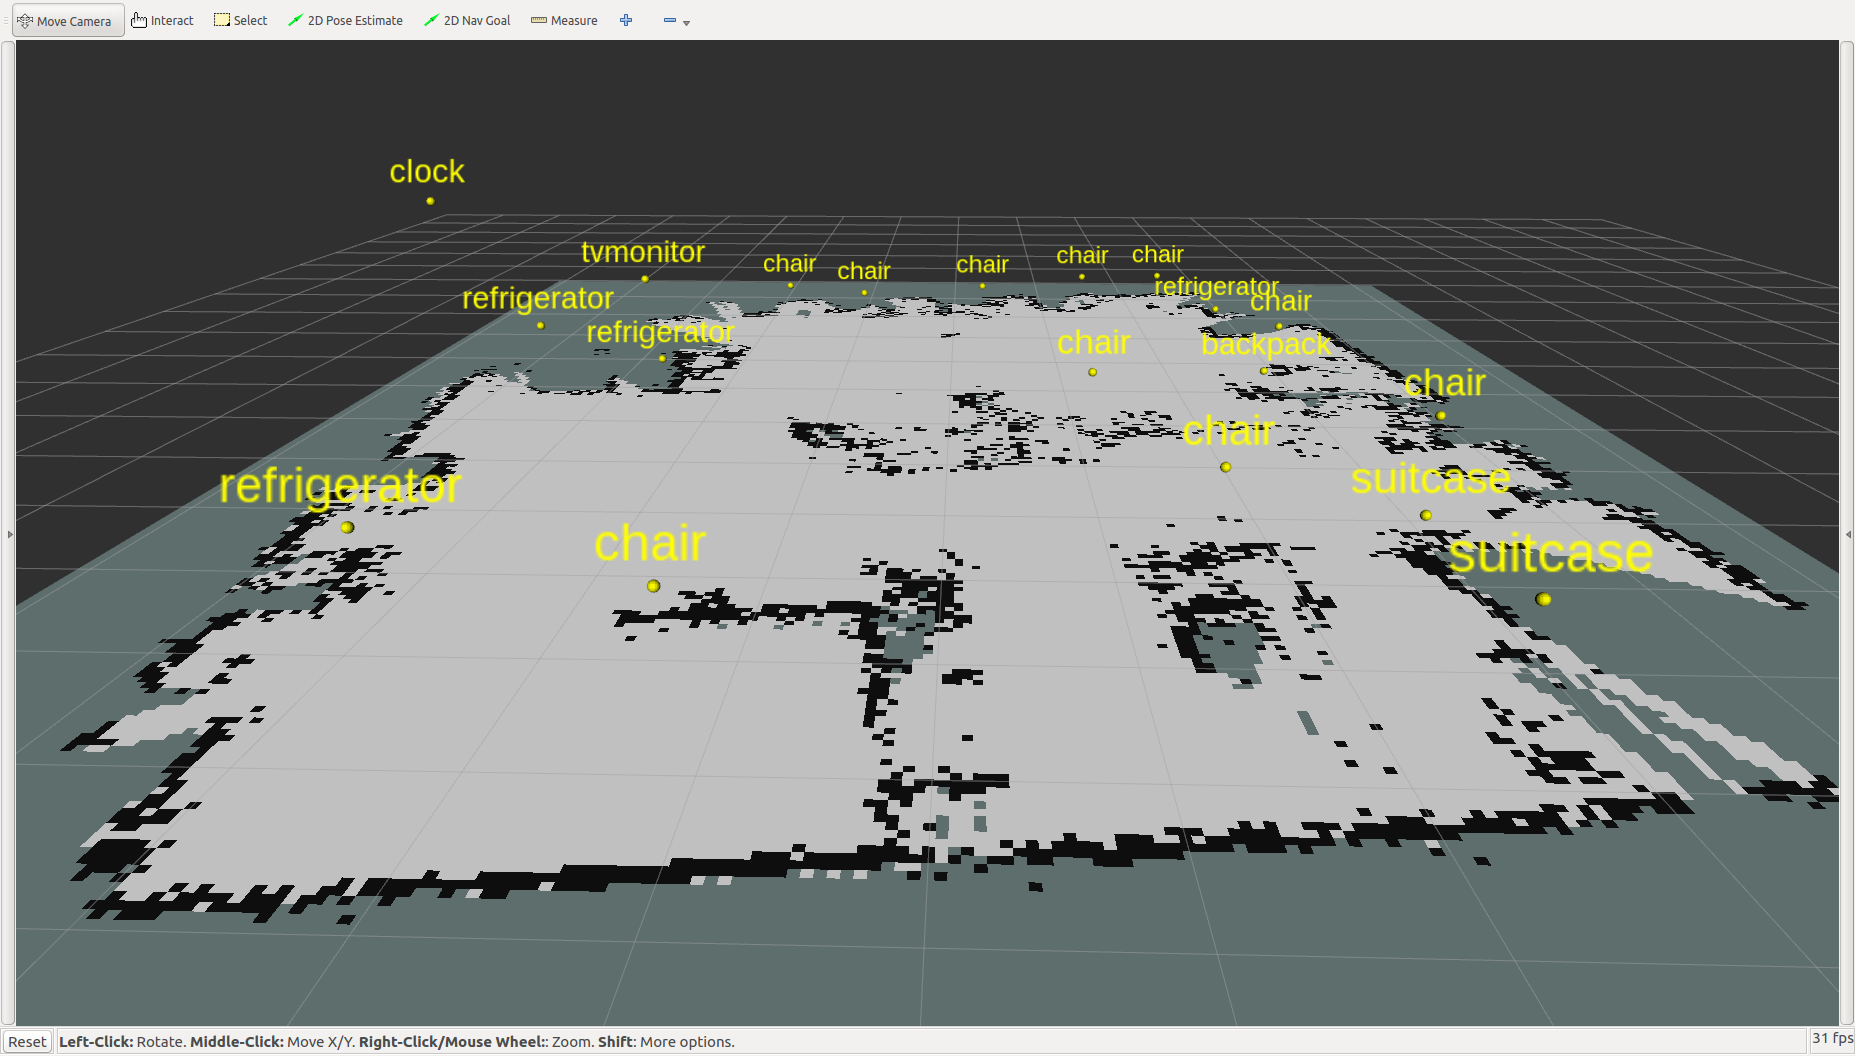 Move Camera Interact Select 2D Pose Estimate 2D Nav Goal Measure
clock
tvmonitor
chair
chair
chair
chair
chair
refrigerator
chair
refrigerator
refrigerator
chair
backpack
chair
chair
refrigerator
suitcase
chair
suitcase
Reset Left-Click: Rotate. Middle-Click: Move X/Y. Right-Click/Mouse Wheel:: Zoom. Shift: More options. 31 fps